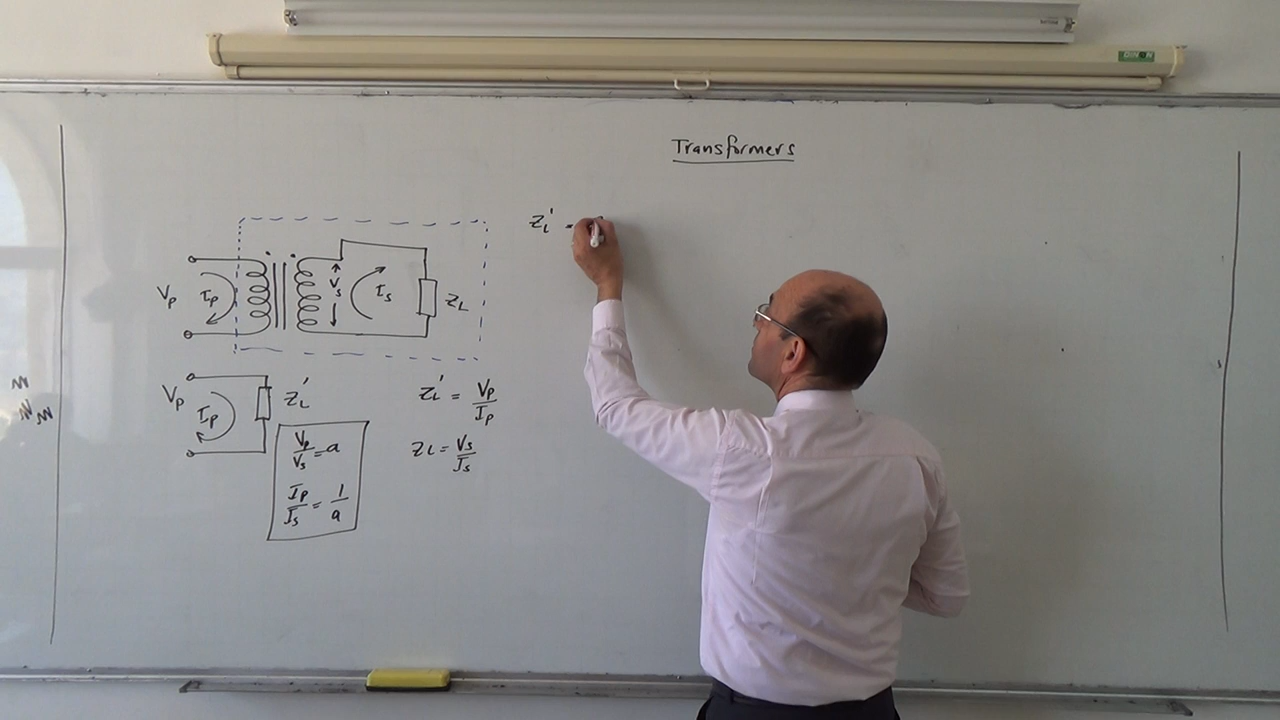 Transformers
Z'L =
Vp Ip Vs Is ZL
Vp Ip Z'L
Z'L = Vp/Ip
Vp/Vs = a
ZL = Vs/Is
Ip/Is = 1/a